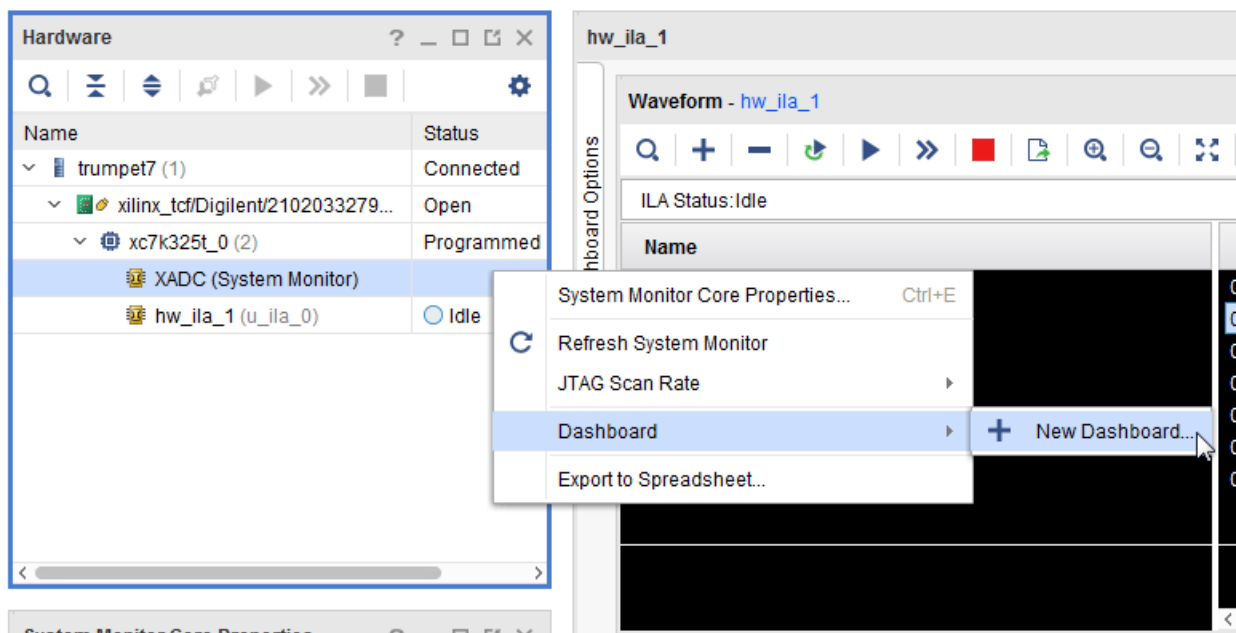 Hardware
?
Name Status
trumpet7 (1) Connected
xilinx_tcf/Digilent/2102033279... Open
xc7k325t_0 (2) Programmed
XADC (System Monitor)
hw_ila_1 (u_ila_0) Idle
hw_ila_1
Dashboard Options
Waveform - hw_ila_1
ILA Status:Idle
Name
System Monitor Core Properties... Ctrl+E
Refresh System Monitor
JTAG Scan Rate
Dashboard
New Dashboard...
Export to Spreadsheet...
System Monitor Core Properties
?